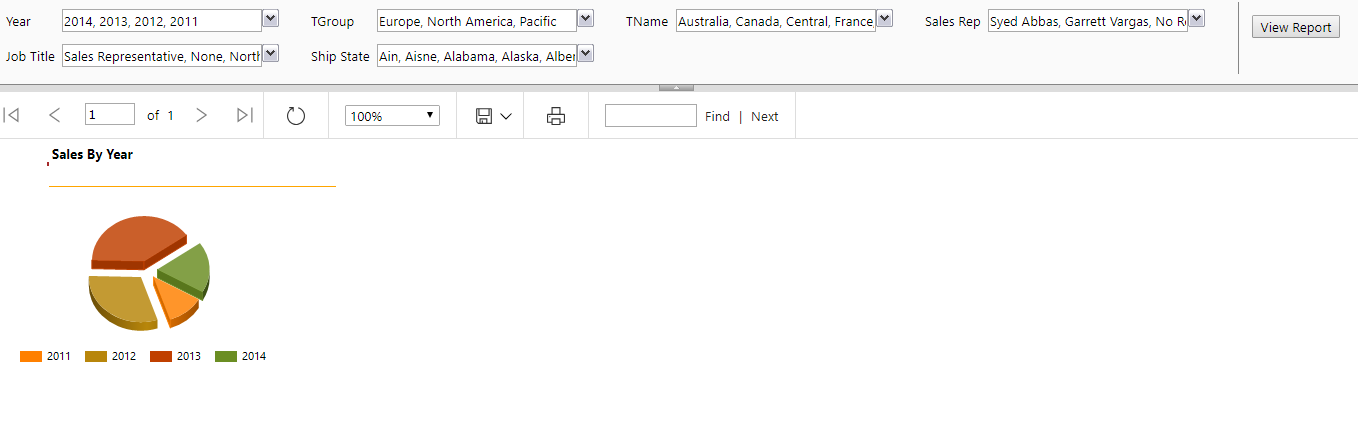 Year 2014, 2013, 2012, 2011 TGroup Europe, North America, Pacific TName Australia, Canada, Central, France Sales Rep Syed Abbas, Garrett Vargas, No R View Report
Job Title Sales Representative, None, North Ship State Ain, Aisne, Alabama, Alaska, Alber
1 of 1 100% Find | Next
Sales By Year
2011 2012 2013 2014